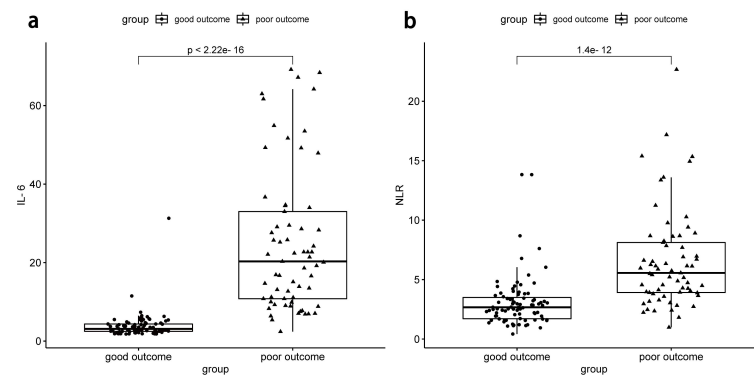 a
group good outcome poor outcome
p < 2.22e- 16
60
40
20
0
IL- 6
good outcome poor outcome
group
b
group good outcome poor outcome
1.4e- 12
20
15
10
5
0
NLR
good outcome poor outcome
group